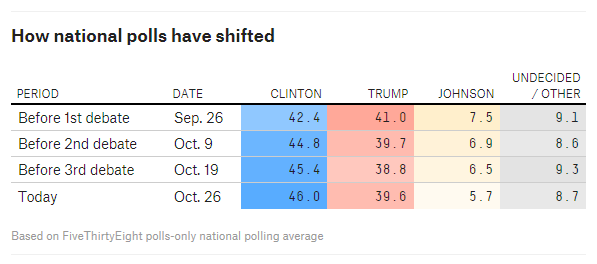 How national polls have shifted
UNDECIDED
PERIOD DATE CLINTON TRUMP JOHNSON / OTHER
Before 1st debate Sep. 26 42.4 41.0 7.5 9.1
Before 2nd debate Oct. 9 44.8 39.7 6.9 8.6
Before 3rd debate Oct. 19 45.4 38.8 6.5 9.3
Today Oct. 26 46.0 39.6 5.7 8.7
Based on FiveThirtyEight polls-only national polling average